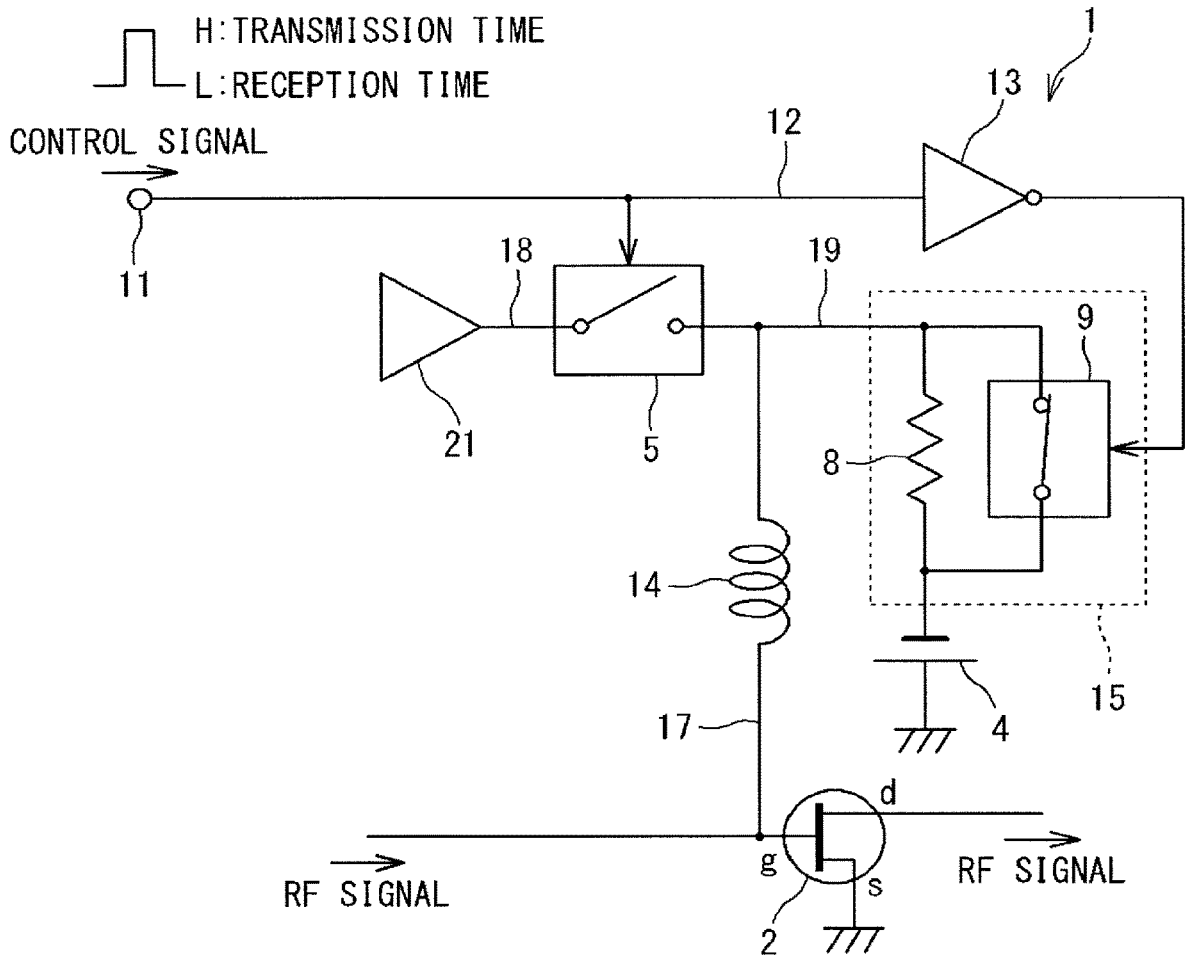 H:TRANSMISSION TIME
L:RECEPTION TIME
1
13
CONTROL SIGNAL
12
11
18
19
9
21
5
8
14
15
4
17
d
g
s
RF SIGNAL
RF SIGNAL
2